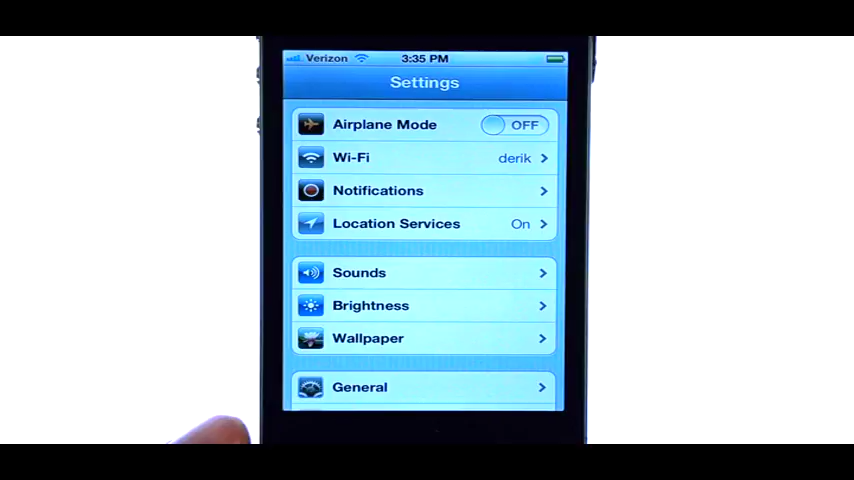 Verizon 3:35 PM
Settings
Airplane Mode OFF
Wi-Fi derik
Notifications
Location Services On
Sounds
Brightness
Wallpaper
General